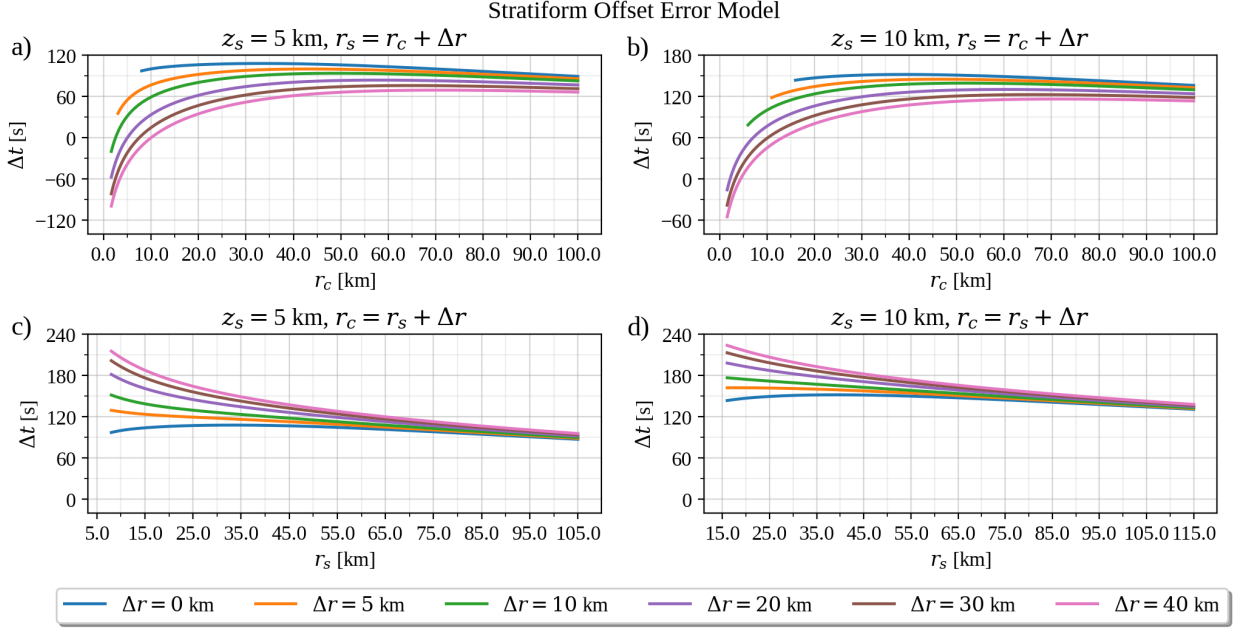 Stratiform Offset Error Model
a) z_s = 5 km, r_s = r_c + Δr
120
60
0
−60
−120
Δt [s]
0.0 10.0 20.0 30.0 40.0 50.0 60.0 70.0 80.0 90.0 100.0
r_c [km]
b) z_s = 10 km, r_s = r_c + Δr
180
120
60
0
−60
Δt [s]
0.0 10.0 20.0 30.0 40.0 50.0 60.0 70.0 80.0 90.0 100.0
r_c [km]
c) z_s = 5 km, r_c = r_s + Δr
240
180
120
60
0
Δt [s]
5.0 15.0 25.0 35.0 45.0 55.0 65.0 75.0 85.0 95.0 105.0
r_s [km]
d) z_s = 10 km, r_c = r_s + Δr
240
180
120
60
0
Δt [s]
15.0 25.0 35.0 45.0 55.0 65.0 75.0 85.0 95.0 105.0 115.0
r_s [km]
Δr = 0 km Δr = 5 km Δr = 10 km Δr = 20 km Δr = 30 km Δr = 40 km